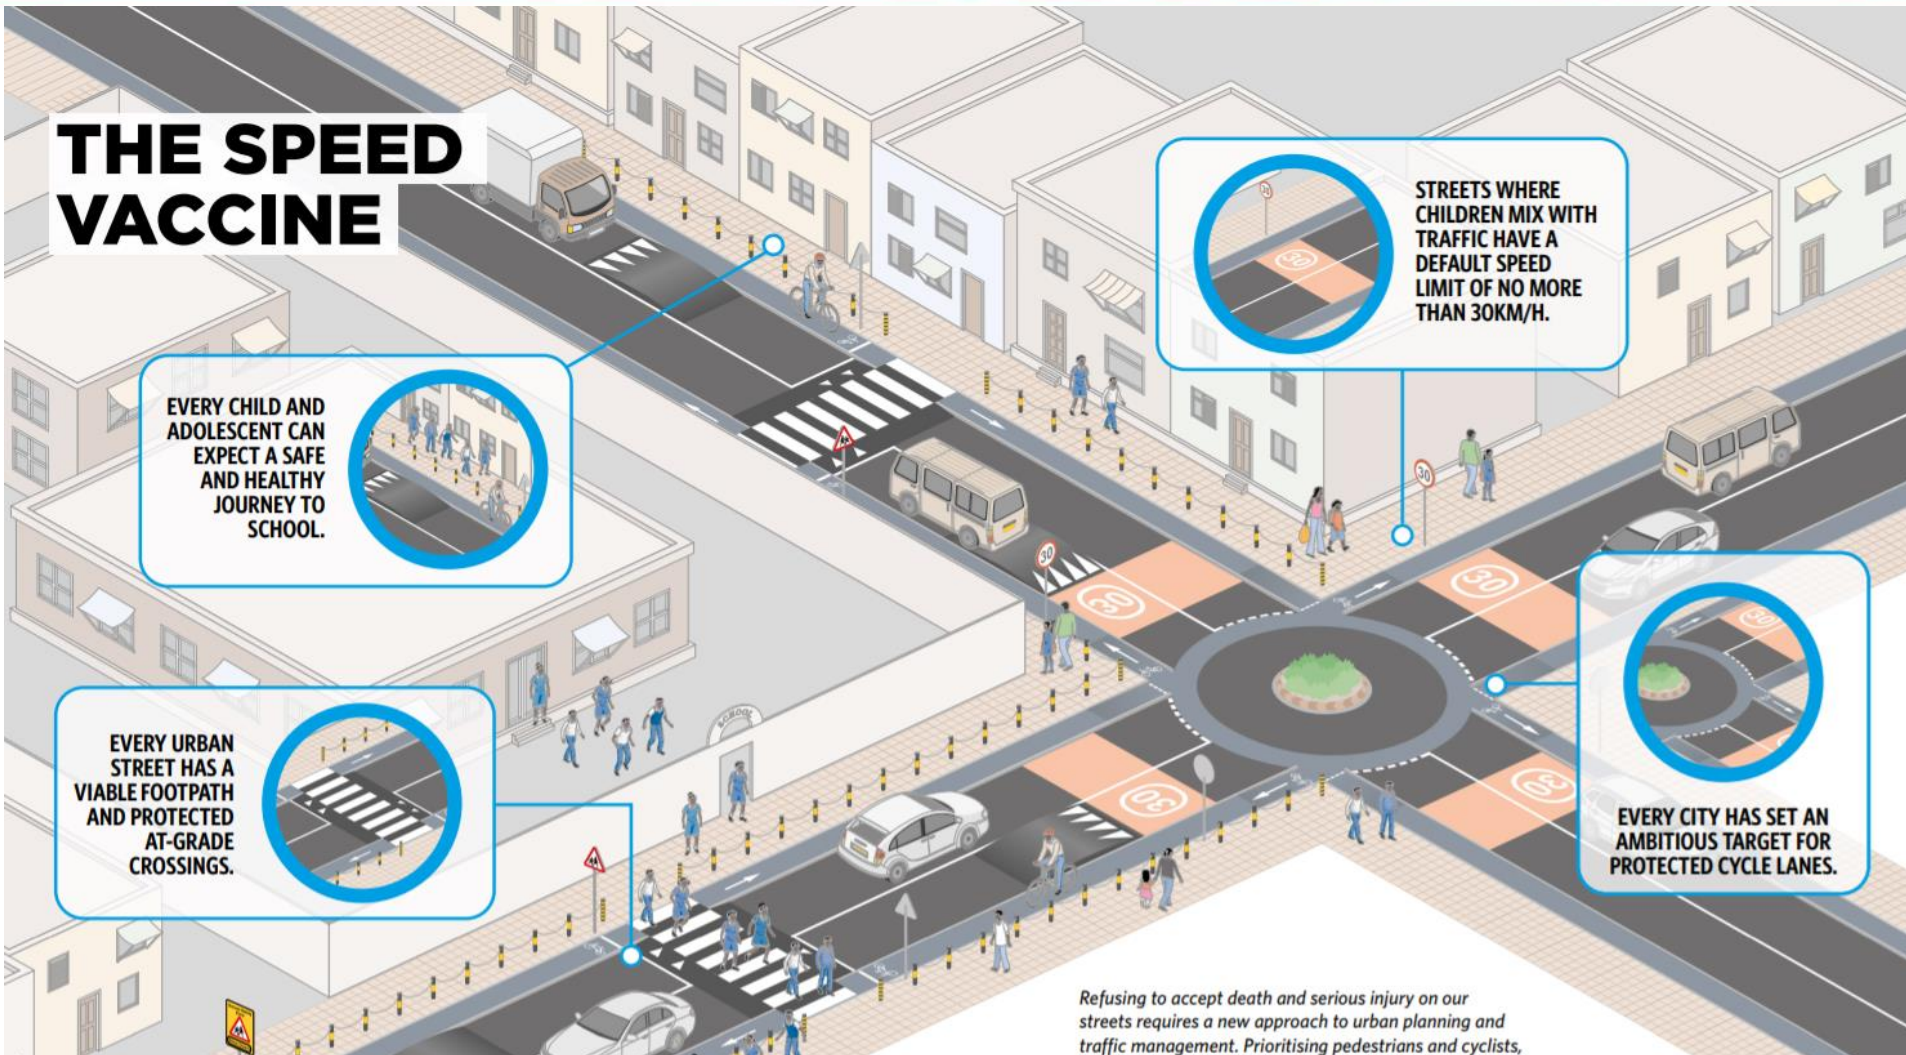 THE SPEED
VACCINE
STREETS WHERE
CHILDREN MIX WITH
TRAFFIC HAVE A
DEFAULT SPEED
LIMIT OF NO MORE
THAN 30KM/H.
30
30
EVERY CHILD AND
ADOLESCENT CAN
EXPECT A SAFE
AND HEALTHY
JOURNEY TO
SCHOOL.
30
30
30
30
30
EVERY URBAN
STREET HAS A
VIABLE FOOTPATH
AND PROTECTED
AT-GRADE
CROSSINGS.
SCHOOL
30
30
EVERY CITY HAS SET AN
AMBITIOUS TARGET FOR
PROTECTED CYCLE LANES.
Refusing to accept death and serious injury on our
streets requires a new approach to urban planning and
traffic management. Prioritising pedestrians and cyclists,